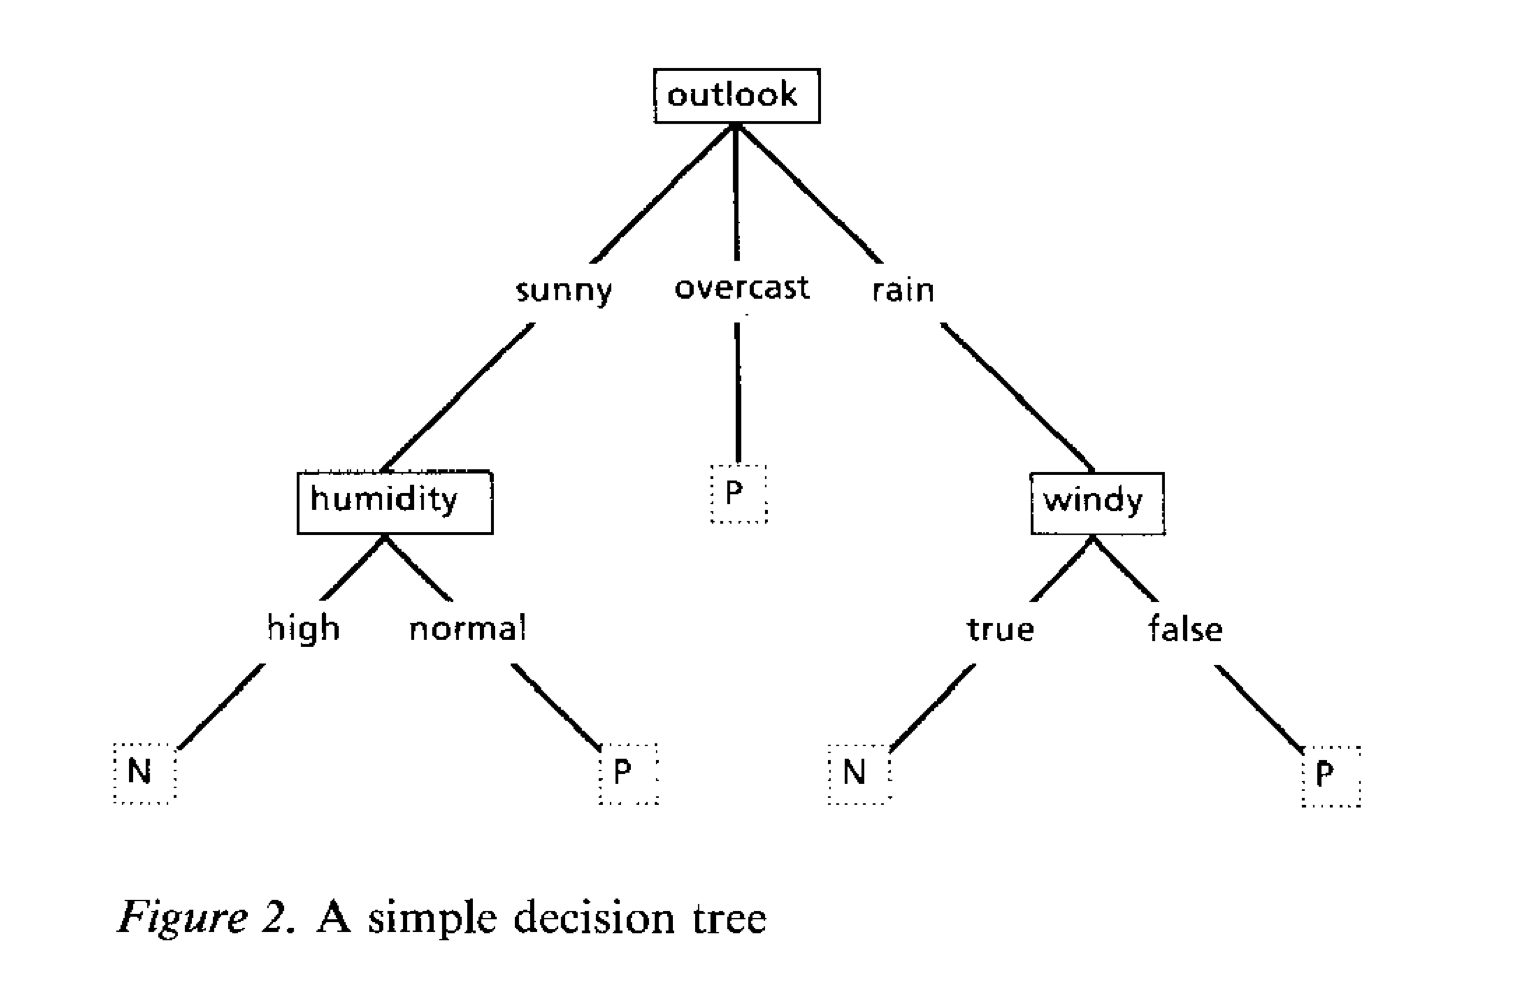 outlook
sunny overcast rain
humidity P windy
high normal true false
N P N P
Figure 2. A simple decision tree